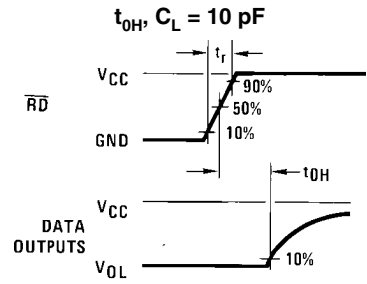 t0H, CL = 10 pF
tr
VCC
90%
RD
50%
10%
GND
t0H
VCC
DATA
OUTPUTS
10%
VOL